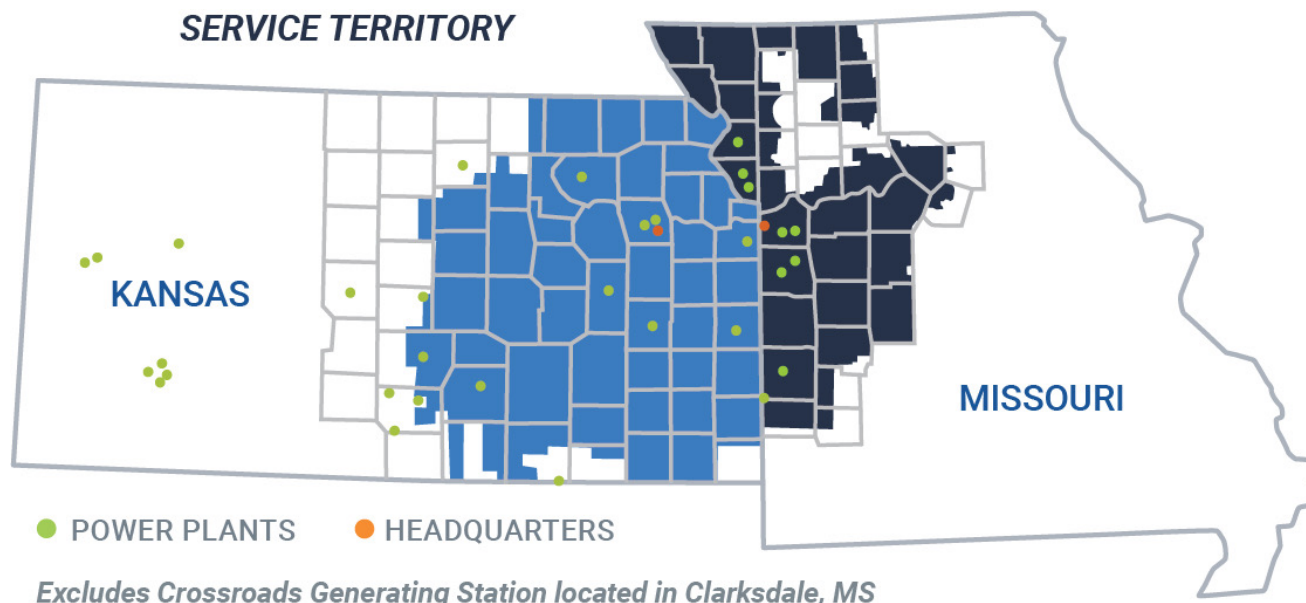 SERVICE TERRITORY
KANSAS
MISSOURI
POWER PLANTS
HEADQUARTERS
Excludes Crossroads Generating Station located in Clarksdale, MS